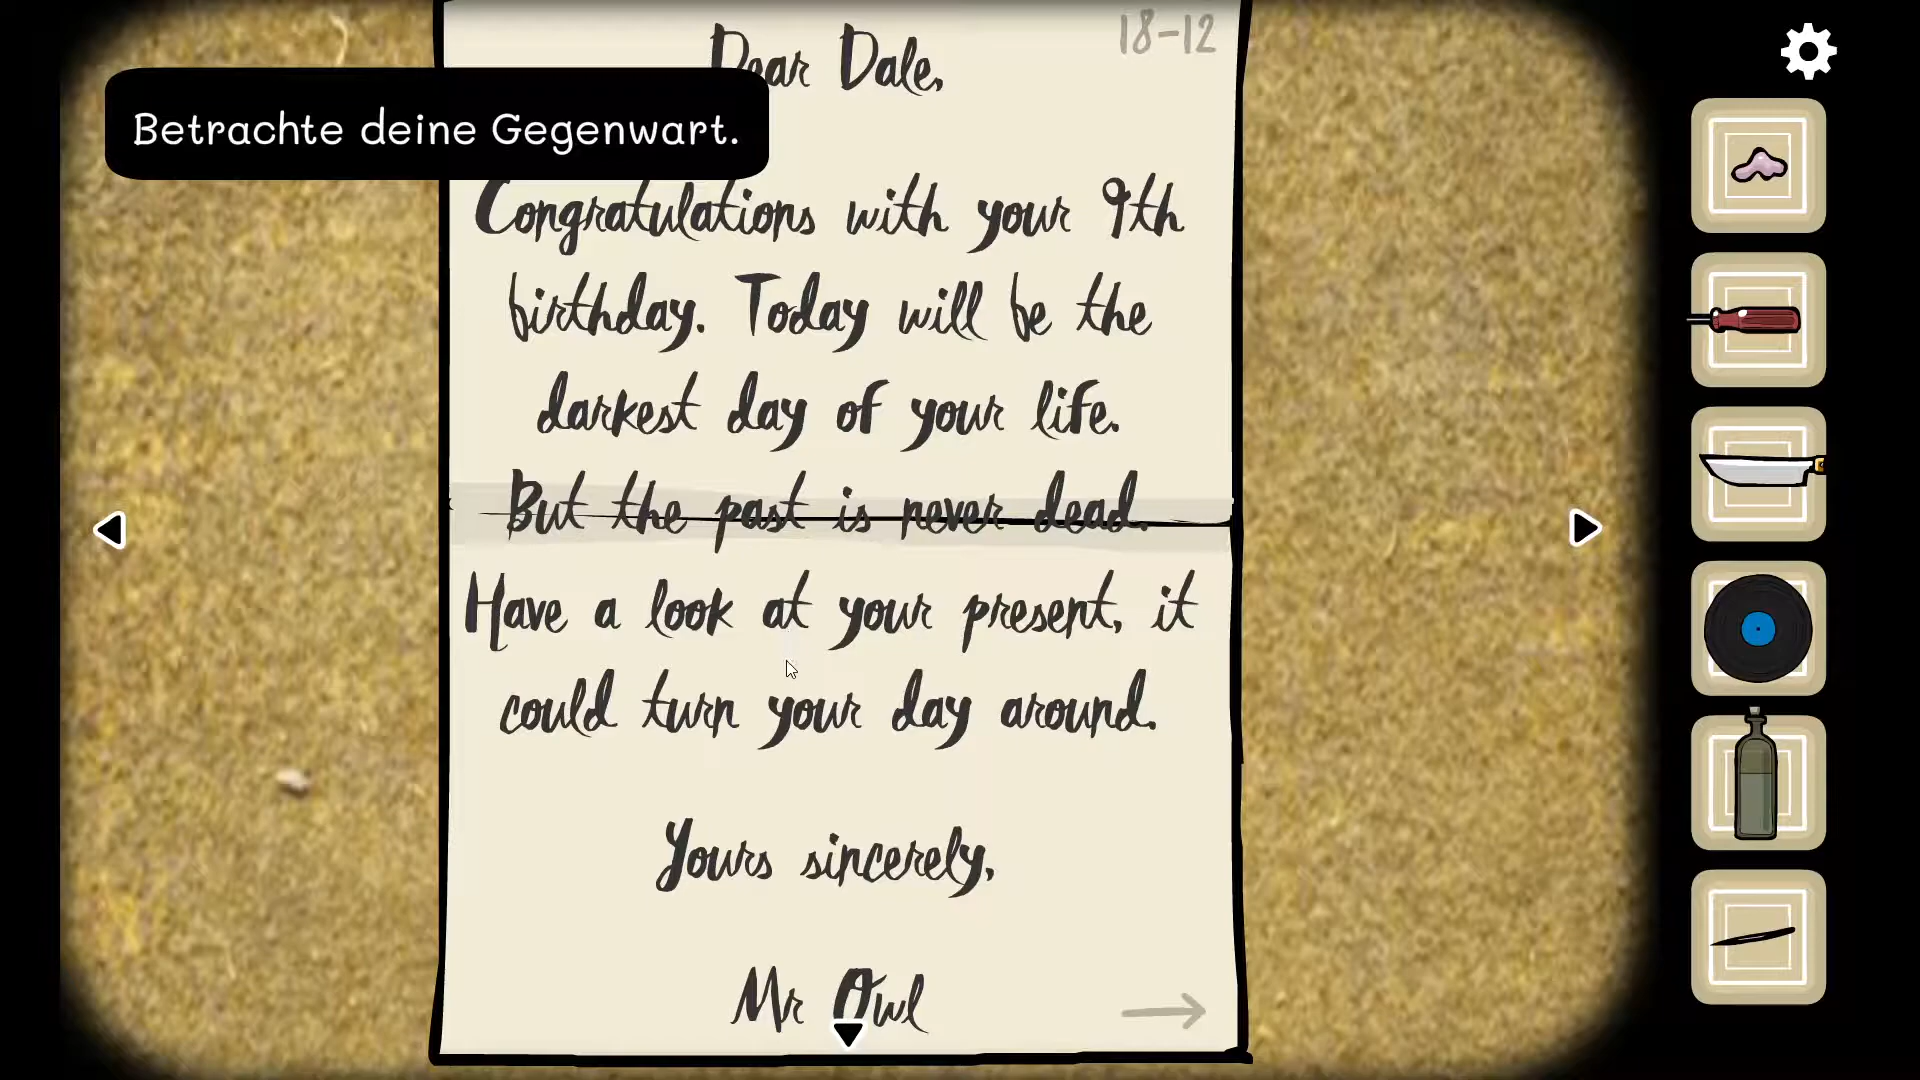 18-12
Dear Dale,
Betrachte deine Gegenwart.
Congratulations with your 9th
birthday. Today will be the
darkest day of your life.
But the past is never dead.
Have a look at your present, it
could turn your day around.
Yours sincerely,
Mr Owl